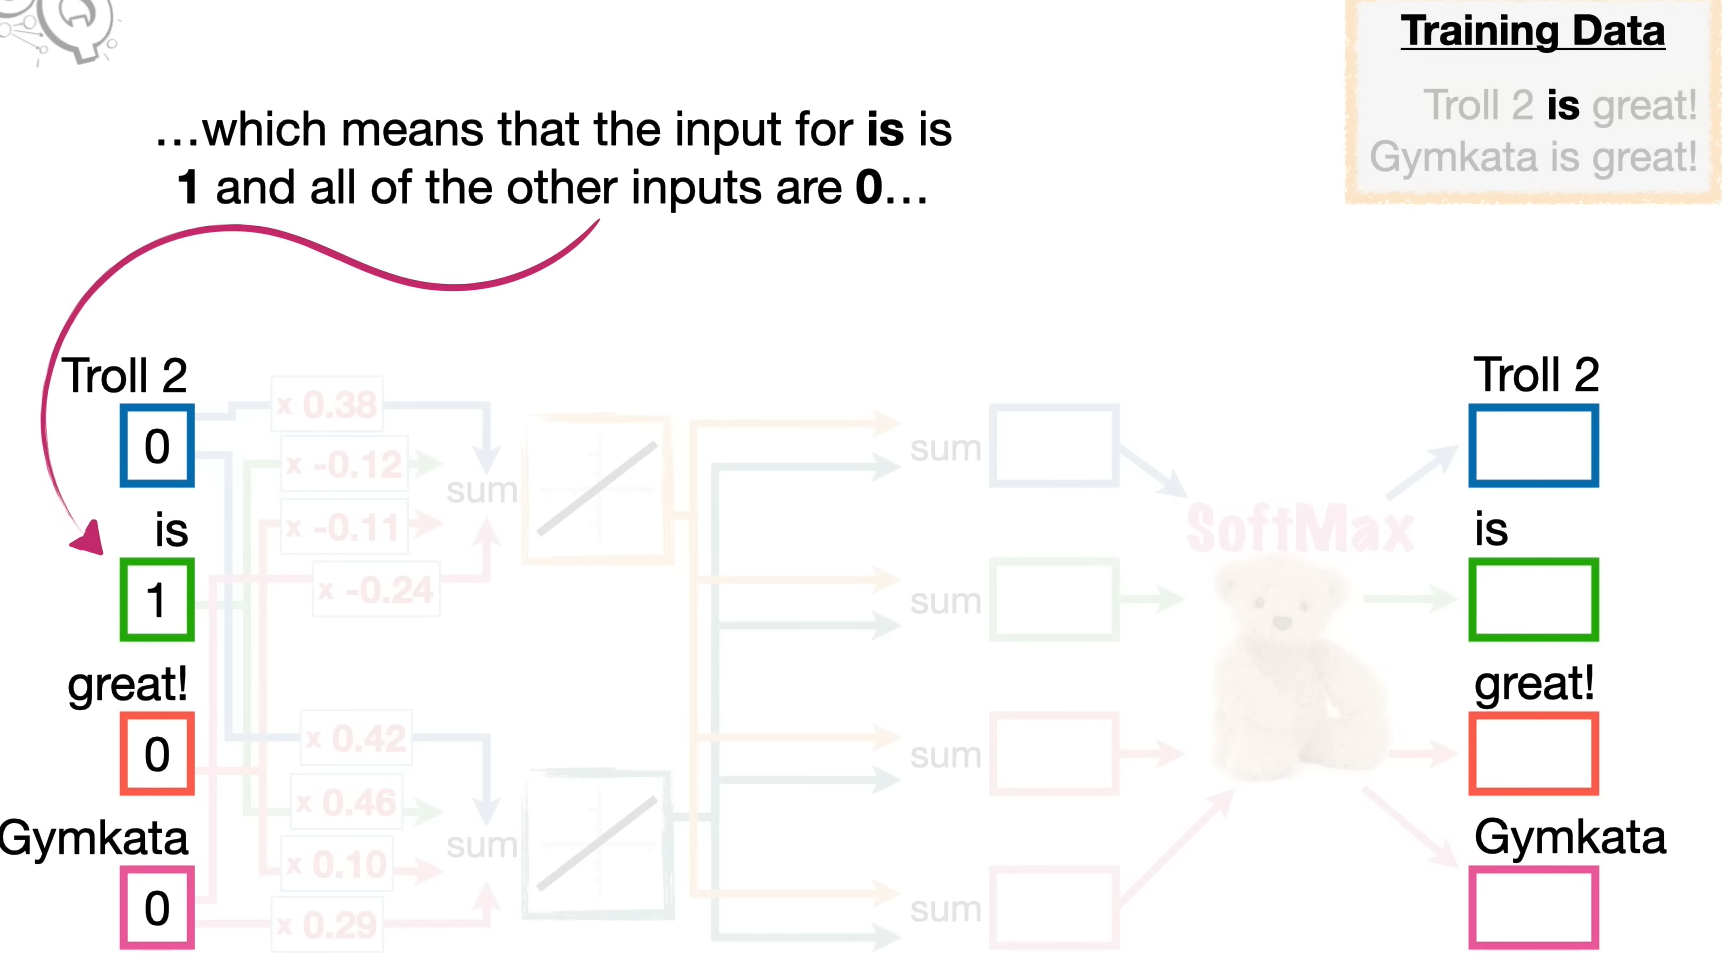 Training Data
Troll 2 is great!
Gymkata is great!
…which means that the input for is is
1 and all of the other inputs are 0…
Troll 2
0
is
1
great!
0
Gymkata
0
x 0.38
x -0.12
x -0.11
x -0.24
sum
x 0.42
x 0.46
x 0.10
x 0.29
sum
sum
sum
sum
sum
SoftMax
Troll 2
is
great!
Gymkata